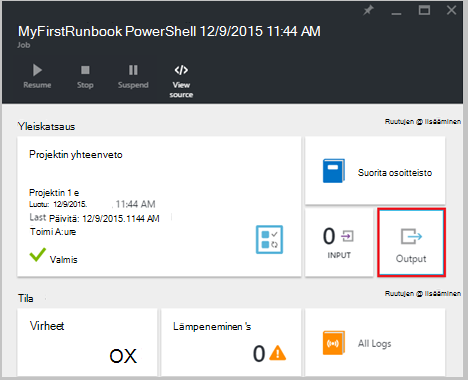 MyFirstRunbook PowerShell 12/9/2015 11:44 AM
Job
Resume
Stop
Suspend
View source
Yleiskatsaus
Ruutujen @ lisääminen
Projektin yhteenveto
Projektin 1 e
Luotu: 12/9/2015. 11:44 AM
Last Päivitä: 12/9/2015.1144 AM
Toimi A:ure
Valmis
Suorita osoitteisto
0
INPUT
Output
Tila
Ruutujen @ lisääminen
Virheet
OX
Lämpeneminen 's
0
All Logs